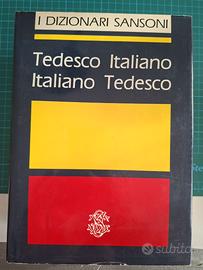 I DIZIONARI SANSONI
Tedesco Italiano
Italiano Tedesco
subito